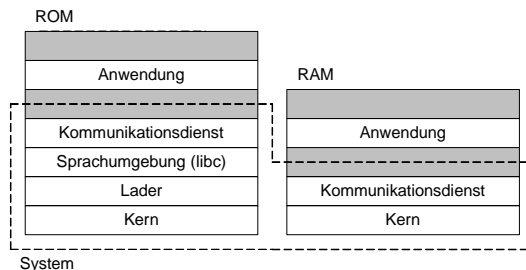 ROM
Anwendung
Kommunikationsdienst
Sprachumgebung (libc)
Lader
Kern
RAM
Anwendung
Kommunikationsdienst
Kern
System